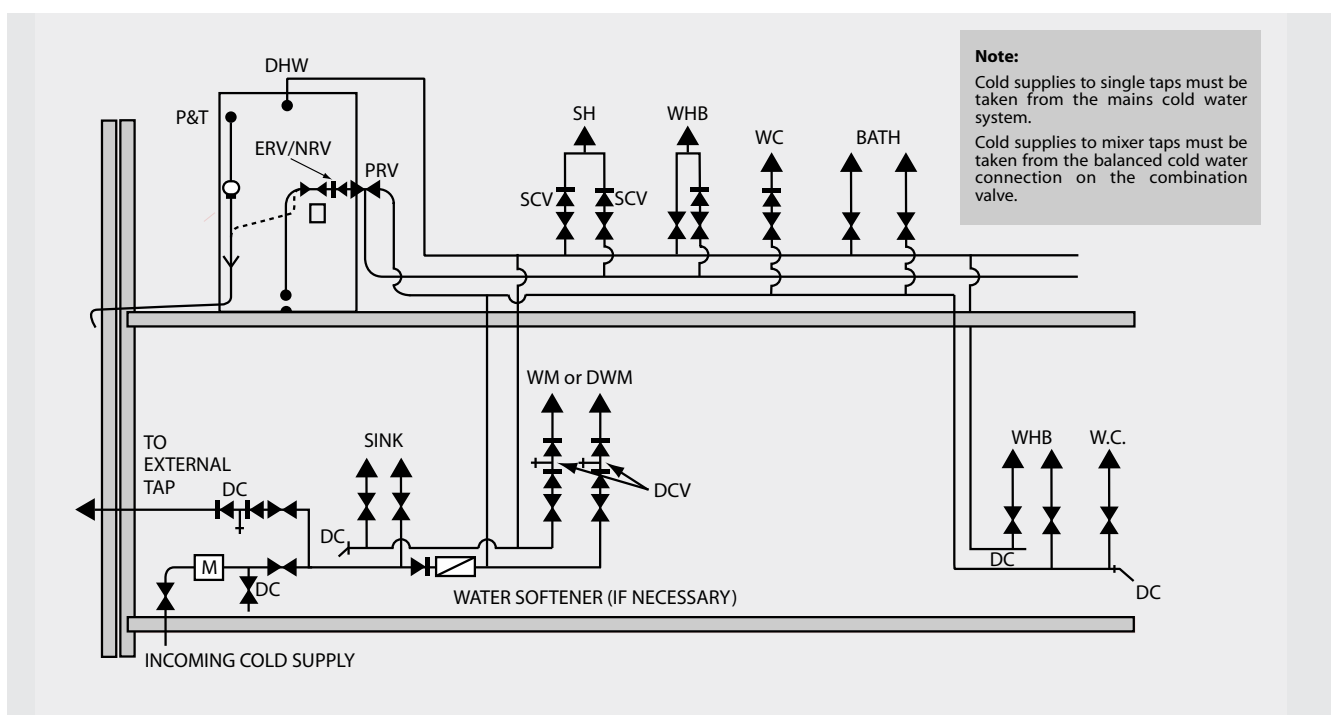 Note:
Cold supplies to single taps must be
taken from the mains cold water
system.
Cold supplies to mixer taps must be
taken from the balanced cold water
connection on the combination
valve.
DHW
P&T
ERV/NRV
PRV
SH
WHB
WC
BATH
SCV
SCV
WM or DWM
TO
EXTERNAL
TAP
SINK
WHB
W.C.
DC
DCV
DC
DC
M
DC
DC
WATER SOFTENER (IF NECESSARY)
INCOMING COLD SUPPLY